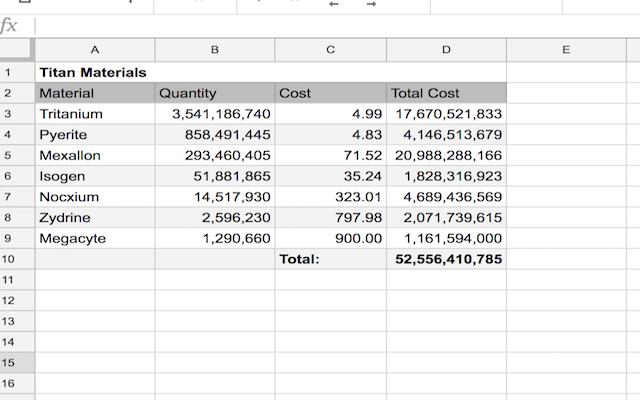 fx
A B C D E
1 Titan Materials
2 Material Quantity Cost Total Cost
3 Tritanium 3,541,186,740 4.99 17,670,521,833
4 Pyerite 858,491,445 4.83 4,146,513,679
5 Mexallon 293,460,405 71.52 20,988,288,166
6 Isogen 51,881,865 35.24 1,828,316,923
7 Nocxium 14,517,930 323.01 4,689,436,569
8 Zydrine 2,596,230 797.98 2,071,739,615
9 Megacyte 1,290,660 900.00 1,161,594,000
10 Total: 52,556,410,785
11
12
13
14
15
16